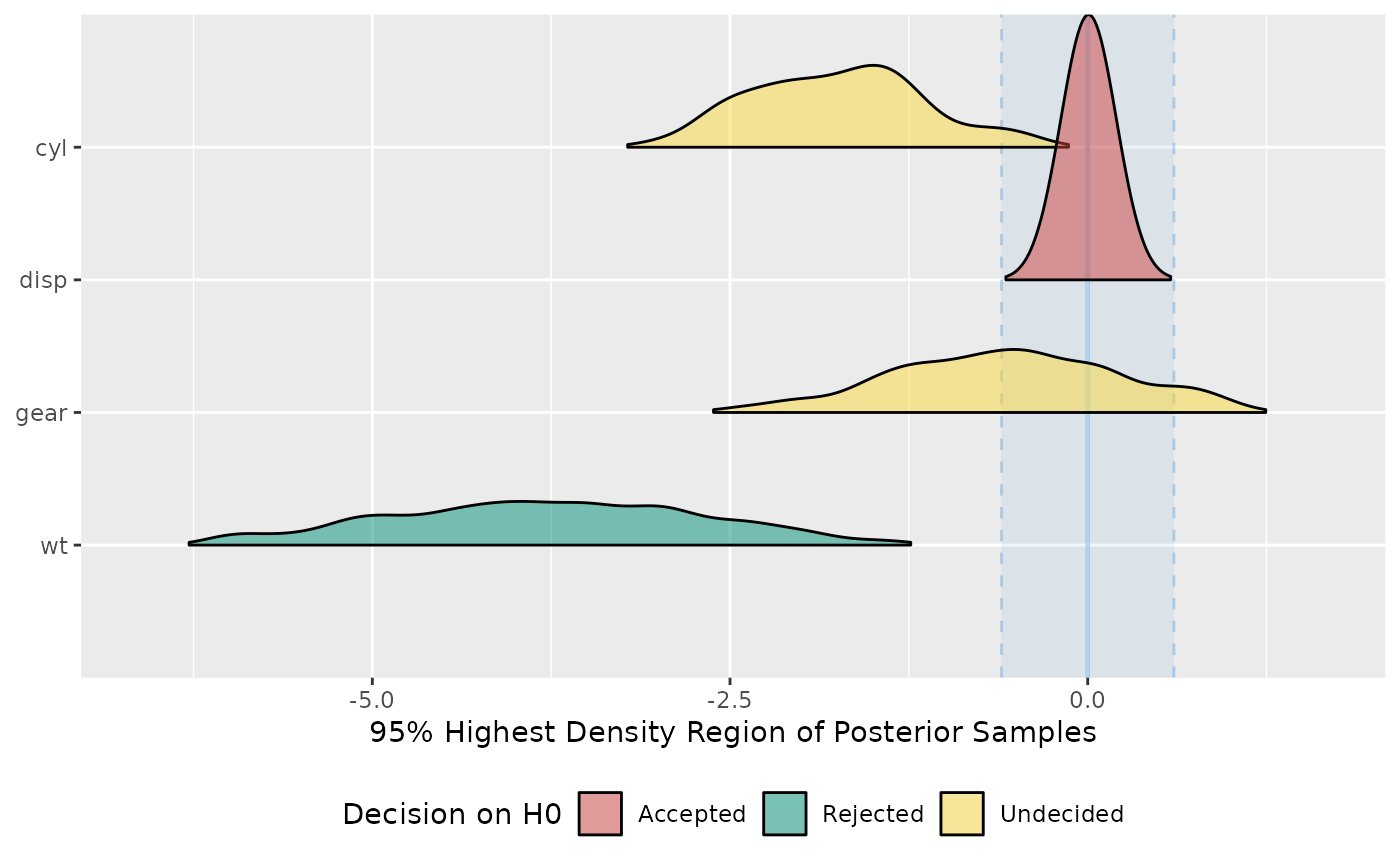 cyl
disp
gear
wt
-5.0 -2.5 0.0
95% Highest Density Region of Posterior Samples
Decision on H0 Accepted Rejected Undecided